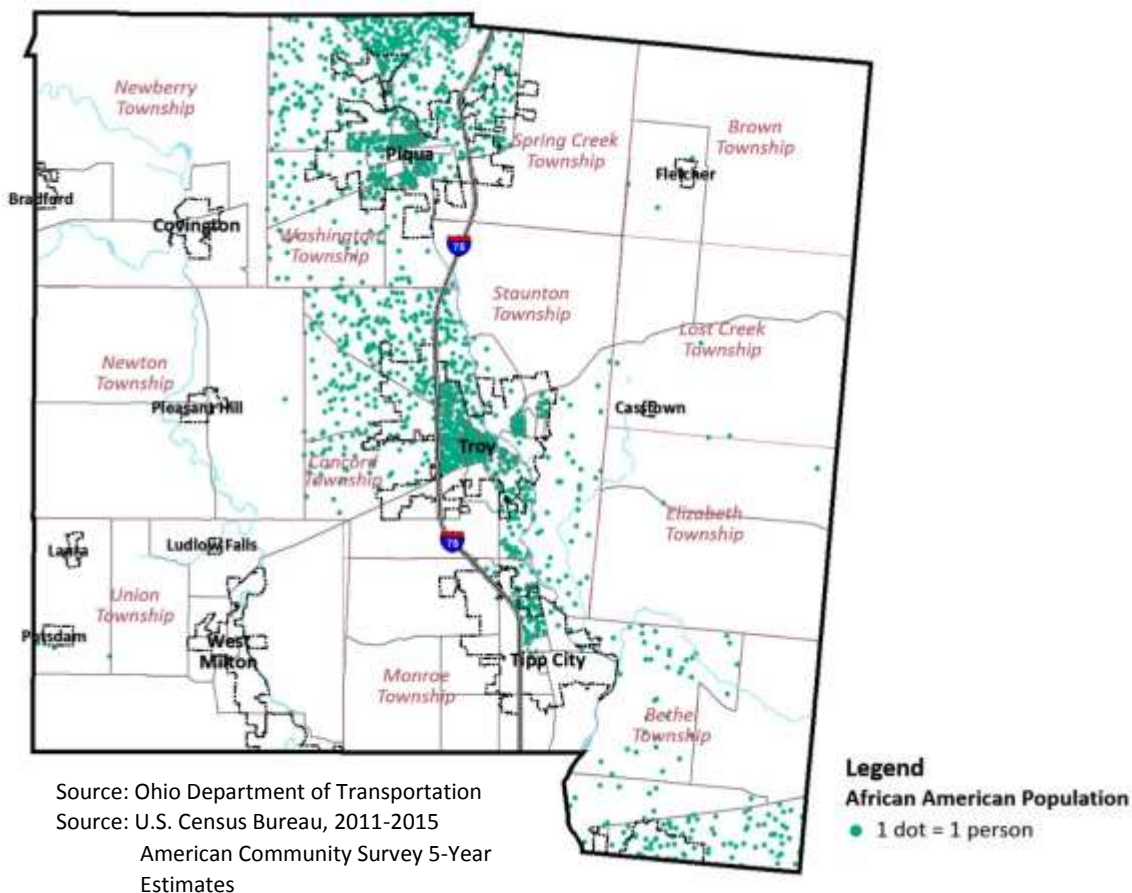 Newberry
Township
Spring Creek
Township
Brown
Township
Piqua
Fletcher
Bradford
Covington
Washington
Township
75
Staunton
Township
Lost Creek
Township
Newton
Township
Pleasant Hill
Casstown
Troy
Concord
Township
Elizabeth
Township
75
Laura
Ludlow Falls
Union
Township
Potsdam
West
Milton
Tipp City
Monroe
Township
Bethel
Township
Legend
African American Population
1 dot = 1 person
Source: Ohio Department of Transportation
Source: U.S. Census Bureau, 2011-2015
American Community Survey 5-Year
Estimates